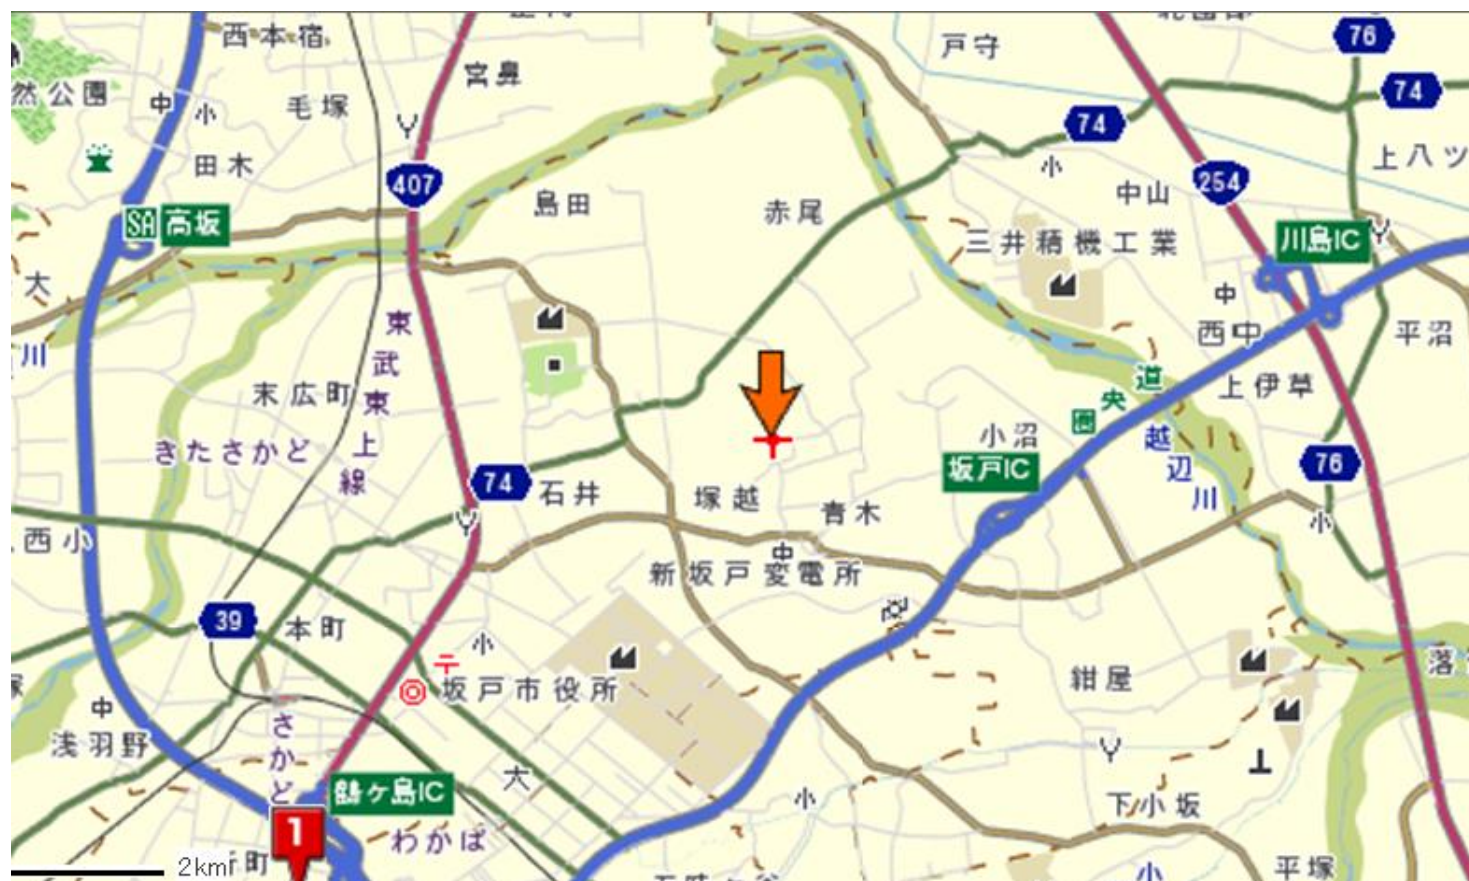 西本宿
戸守
76
宮鼻
然公園
中
小
毛塚
74
74
田木
小
上八ツ
407
島田
赤尾
中山
254
SA
高坂
三井精機工業
川島IC
大
中
西中
平沼
川
東武東上線
末広町
道
央
圏
上伊草
きたさかど
小沼
越辺川
坂戸IC
76
74
石井
塚越
青木
西小
小
中
新坂戸変電所
39
本町
小
坂戸市役所
紺屋
落
塚
中
浅羽野
さかど
鶴ヶ島IC
大
小
下小坂
1
わかば
町
2km
小
平塚